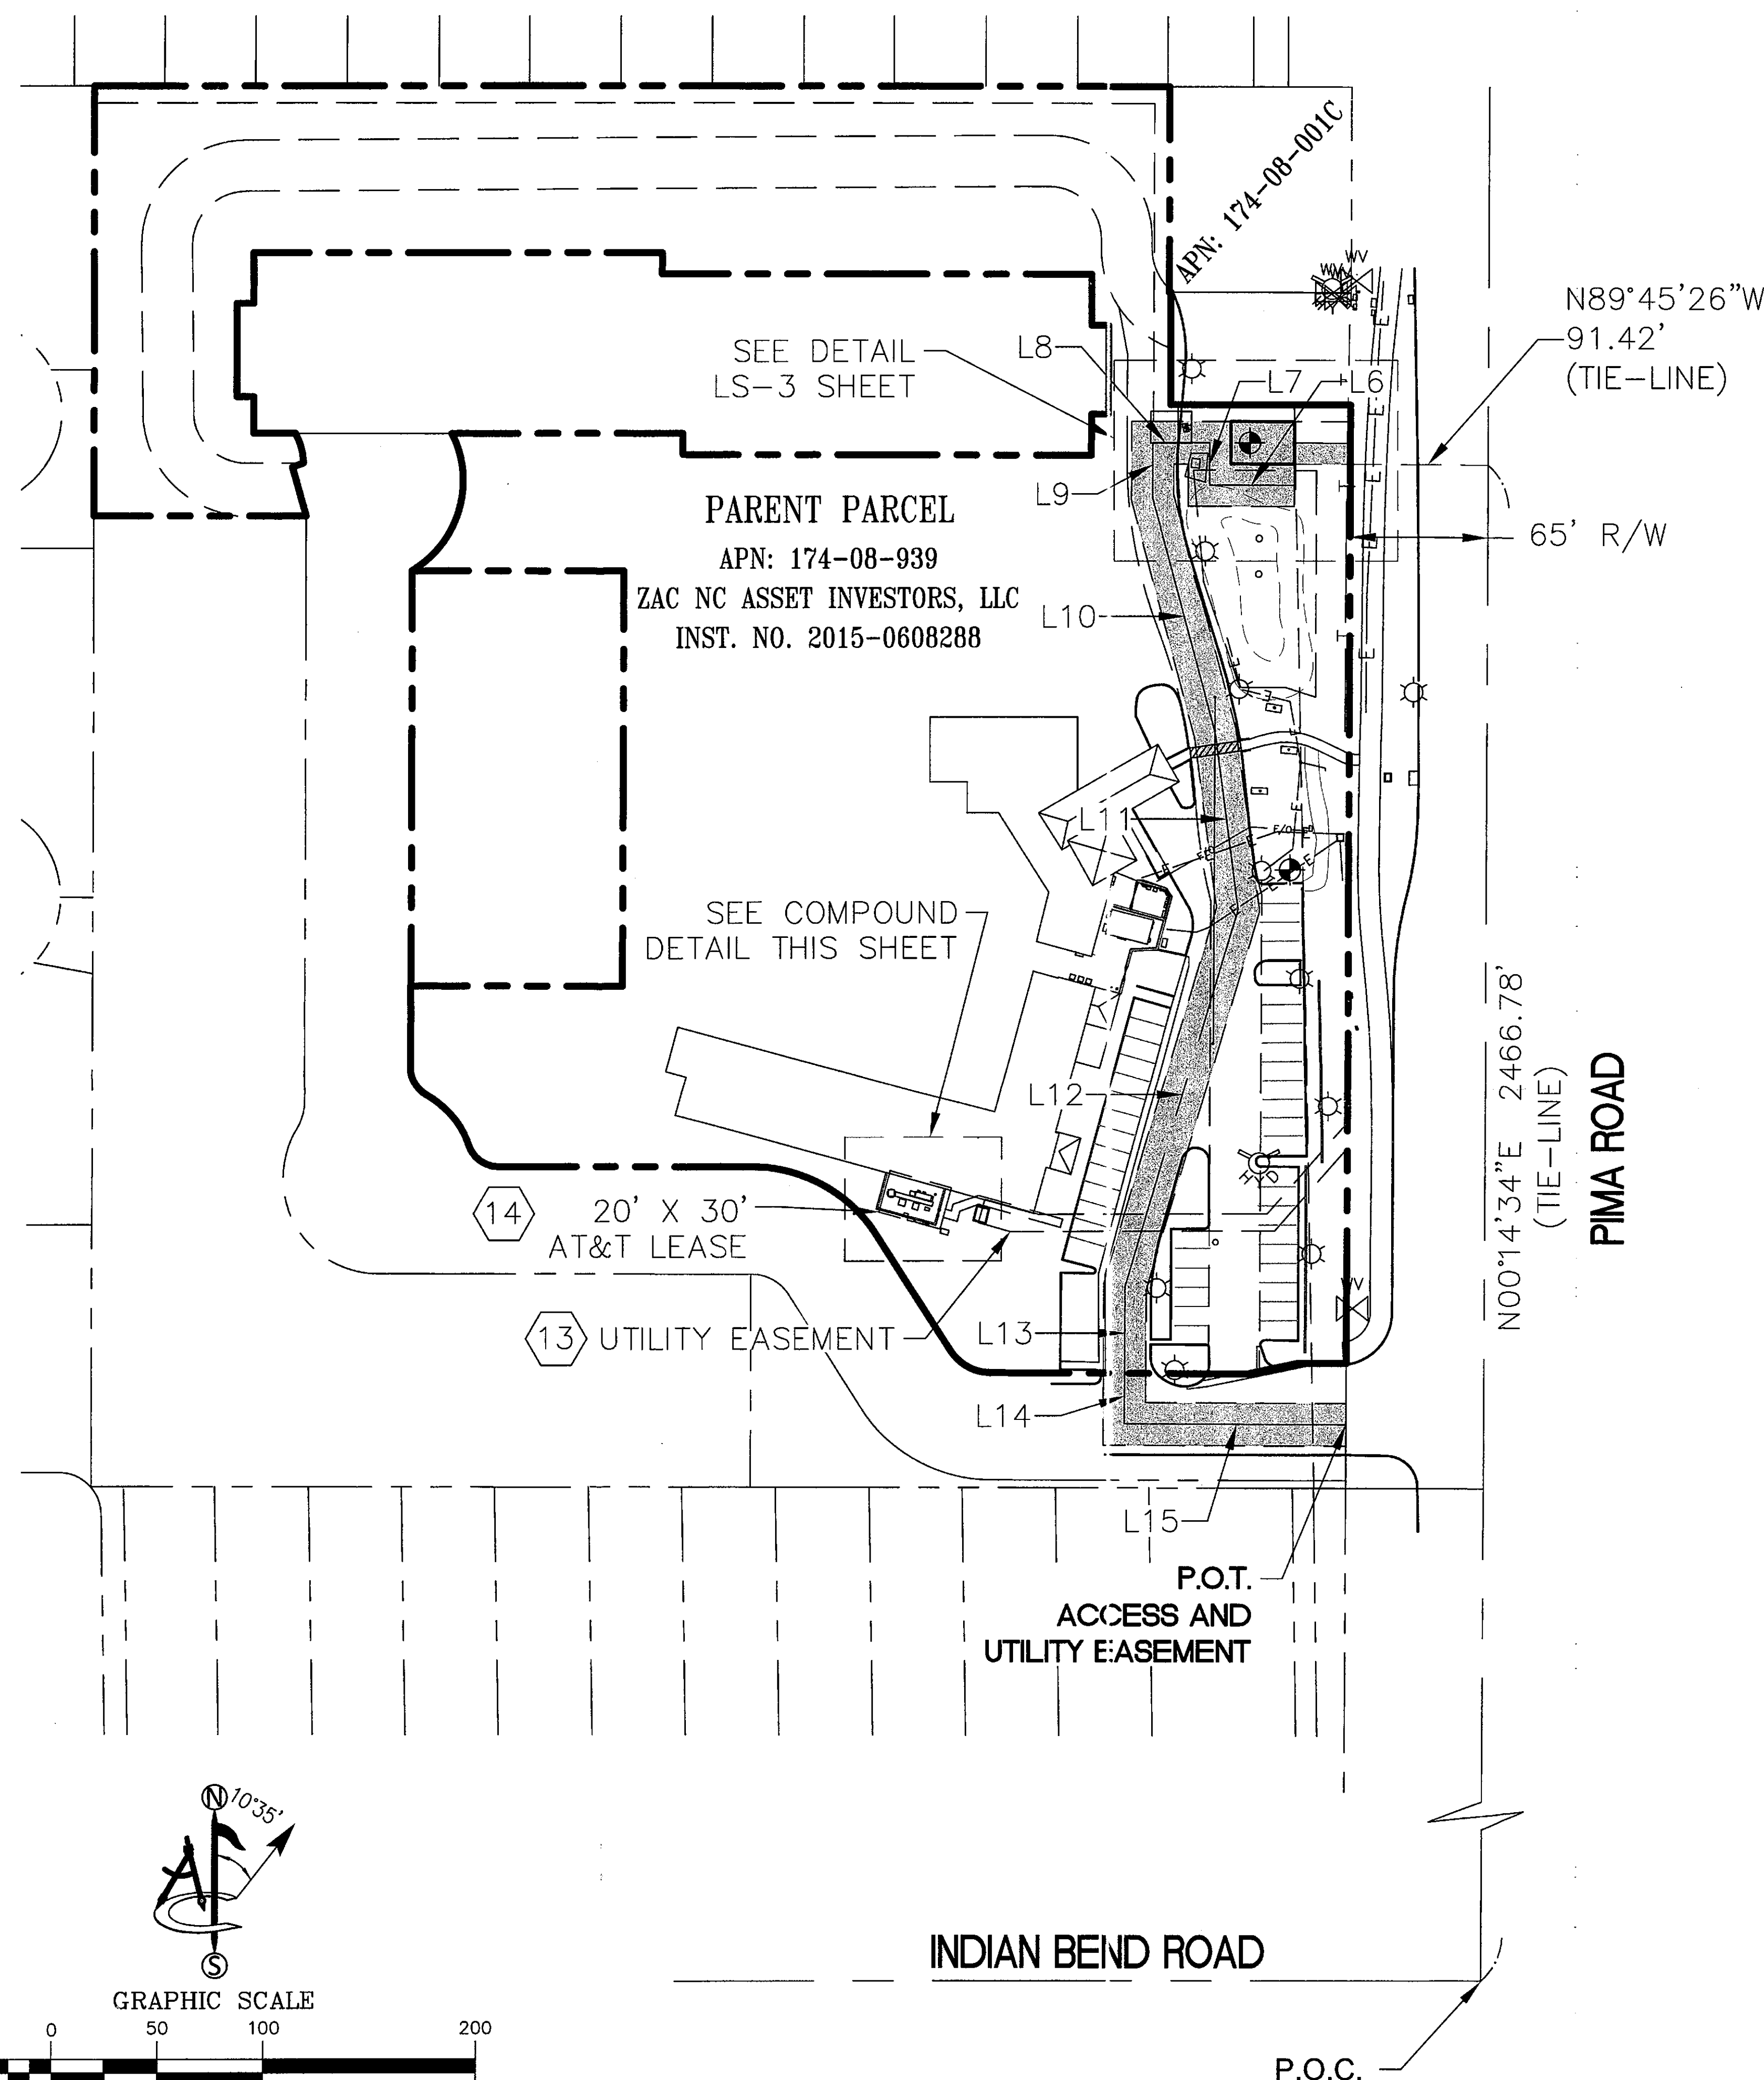 APN: 174-08-001C
WV
WV
N89°45'26"W
91.42'
(TIE-LINE)
SEE DETAIL
LS-3 SHEET
L8
L7
L6
L9
PARENT PARCEL
APN: 174-08-939
ZAC NC ASSET INVESTORS, LLC
INST. NO. 2015-0608288
65' R/W
L10
L11
SEE COMPOUND
DETAIL THIS SHEET
L12
N00°14'34"E 2466.78'
(TIE-LINE)
PIMA ROAD
14
20' X 30'
AT&T LEASE
HYD
WV
13
UTILITY EASEMENT
L13
L14
L15
P.O.T.
ACCESS AND
UTILITY EASEMENT
N
10°35'
S
GRAPHIC SCALE
0 50 100 200
INDIAN BEND ROAD
P.O.C.